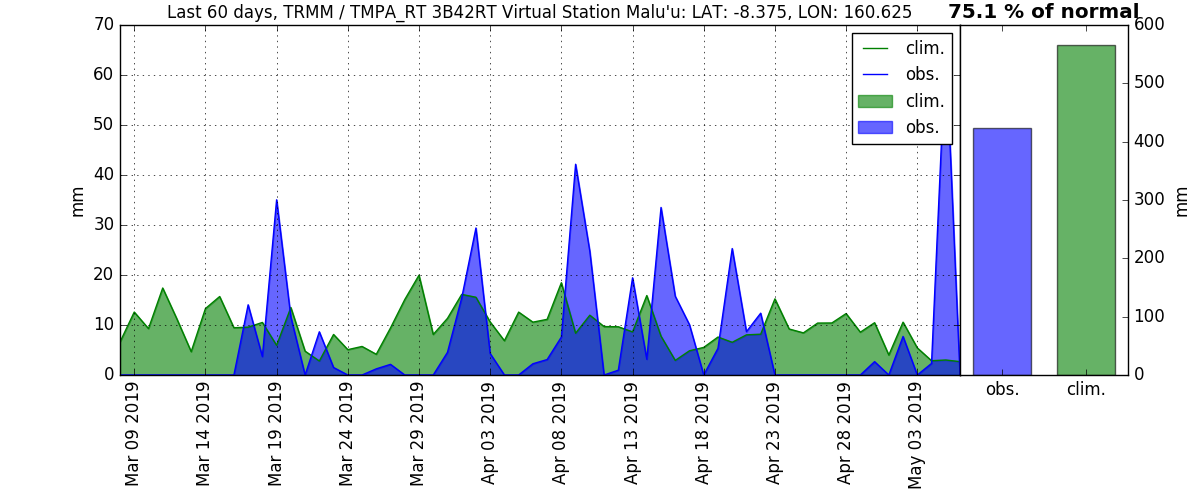 Last 60 days, TRMM / TMPA_RT 3B42RT Virtual Station Malu'u: LAT: -8.375, LON: 160.625
75.1 % of normal
70
60
50
40
30
20
10
0
mm
clim.
obs.
clim.
obs.
600
500
400
300
200
100
0
mm
obs.
clim.
Mar 09 2019
Mar 14 2019
Mar 19 2019
Mar 24 2019
Mar 29 2019
Apr 03 2019
Apr 08 2019
Apr 13 2019
Apr 18 2019
Apr 23 2019
Apr 28 2019
May 03 2019